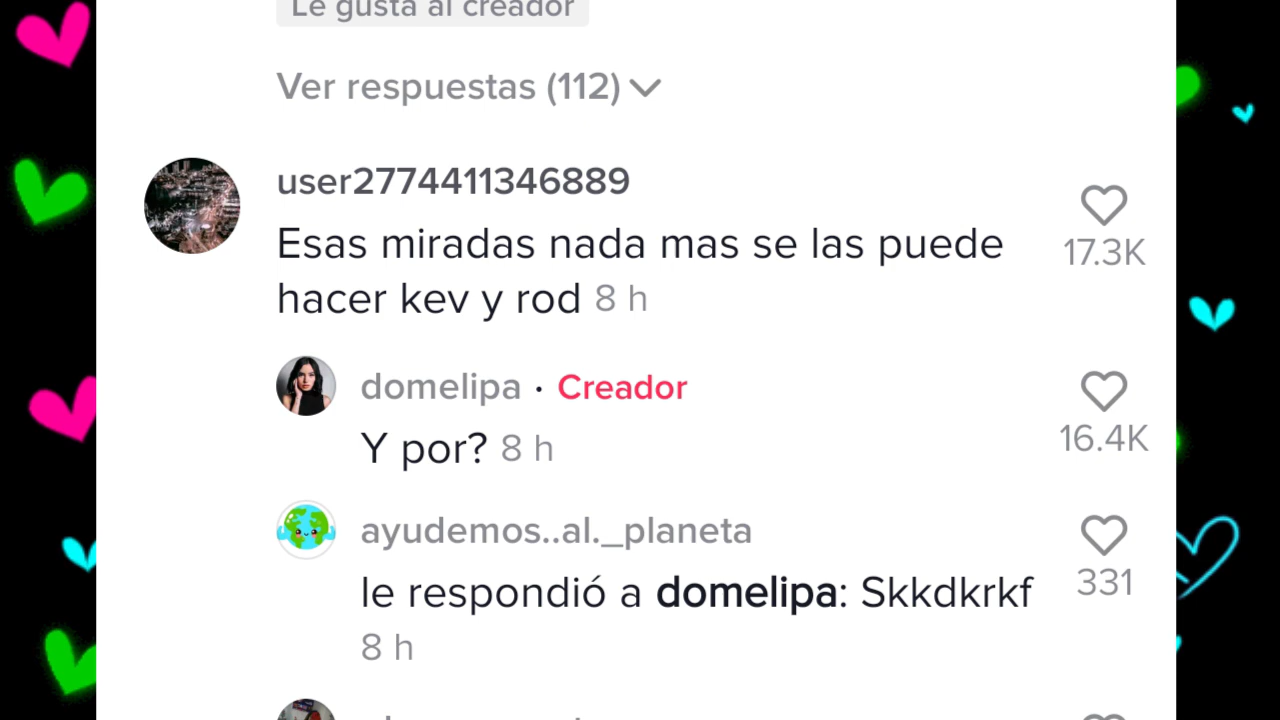 Le gusta al creador
Ver respuestas (112)
user2774411346889
Esas miradas nada mas se las puede
hacer kev y rod 8 h
17.3K
domelipa · Creador
Y por? 8 h
16.4K
ayudemos..al._planeta
le respondió a domelipa: Skkdkrkf
8 h
331